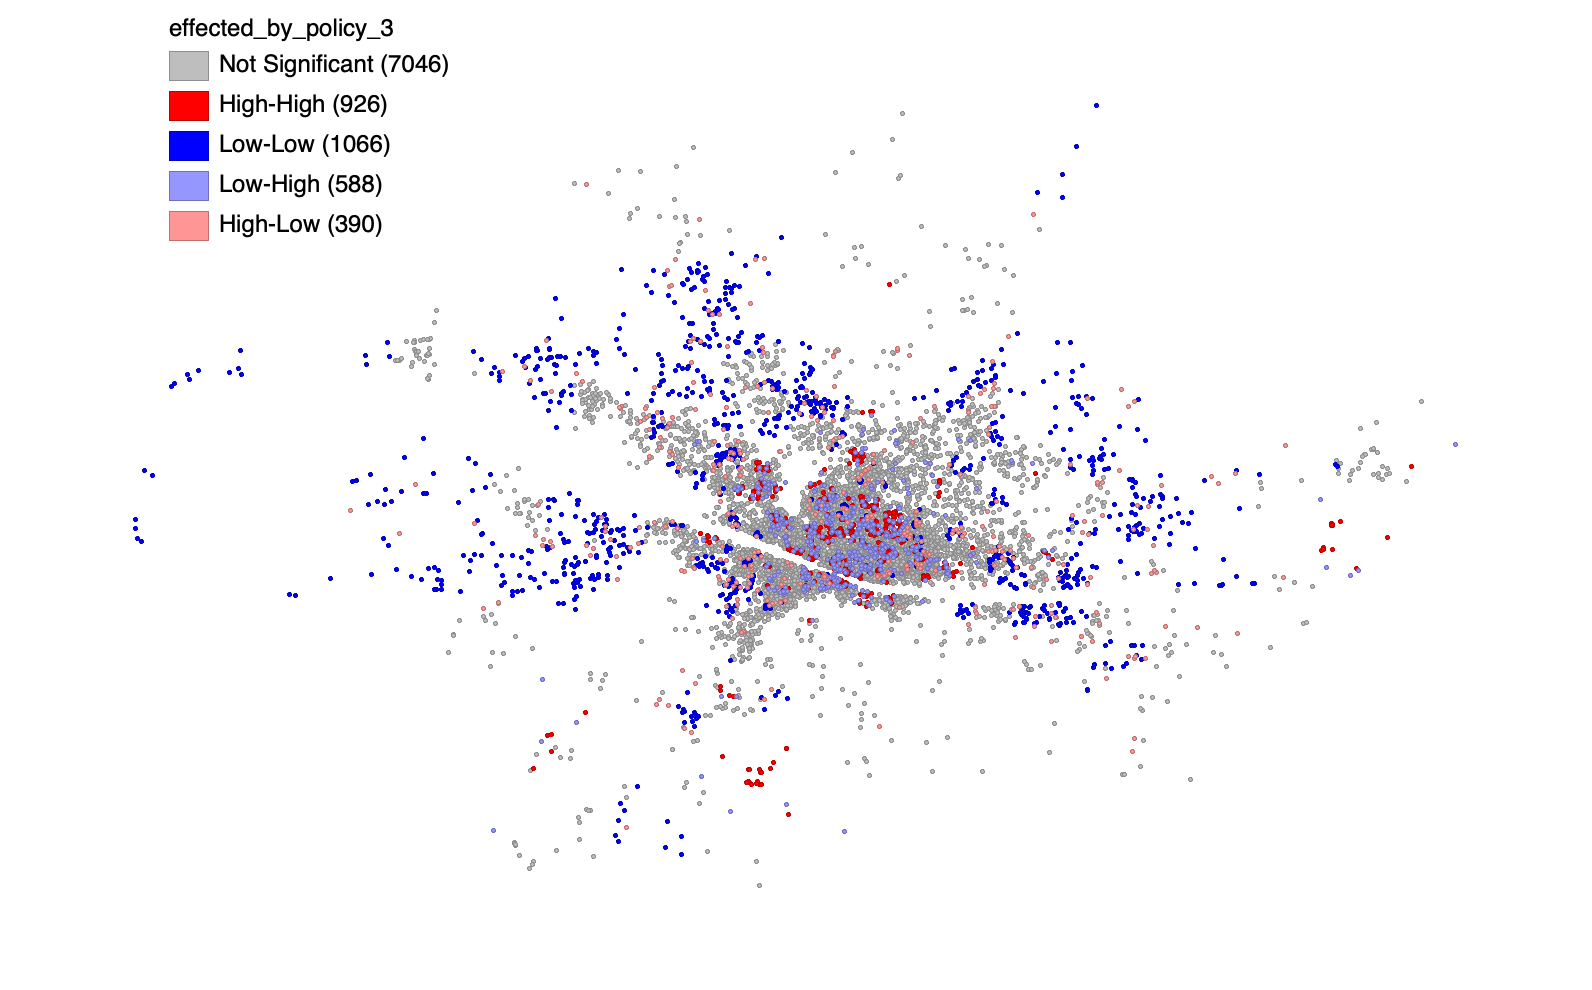 effected_by_policy_3
Not Significant (7046)
High-High (926)
Low-Low (1066)
Low-High (588)
High-Low (390)